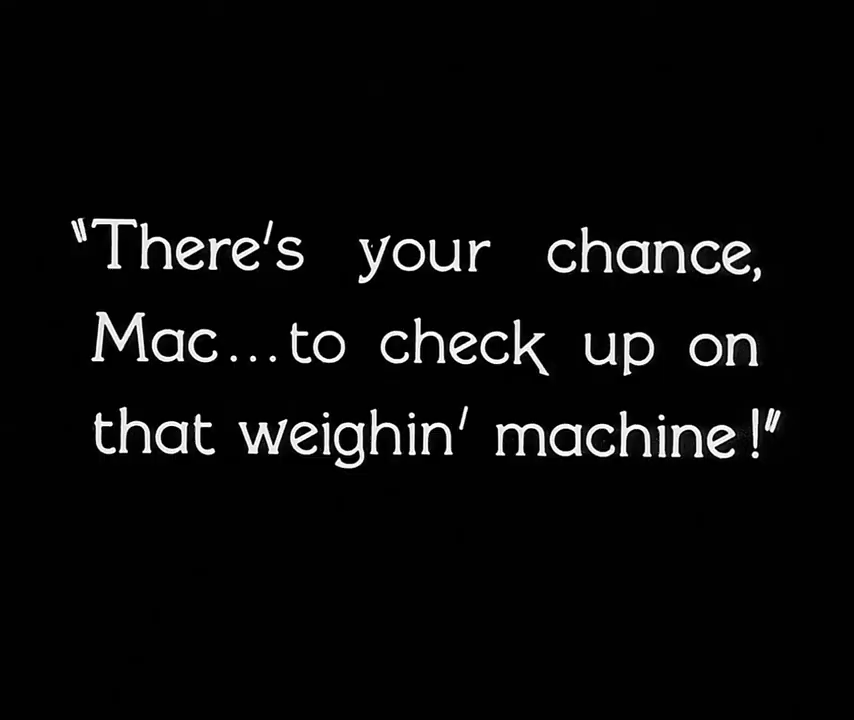 "There's your chance,
Mac...to check up on
that weighin' machine!"